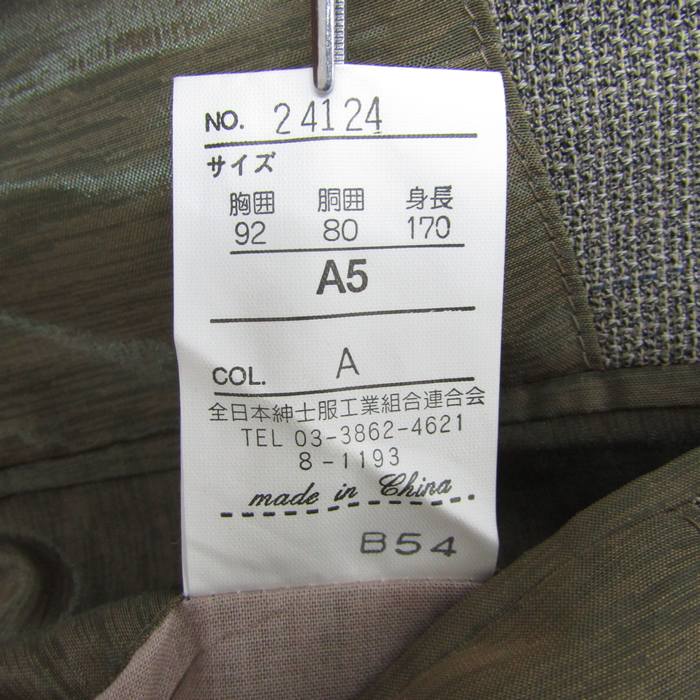 NO. 24124
サイズ
胸囲 胴囲 身長
92 80 170
A5
COL. A
全日本紳士服工業組合連合会
TEL 03-3862-4621
8-1193
made in China
B54